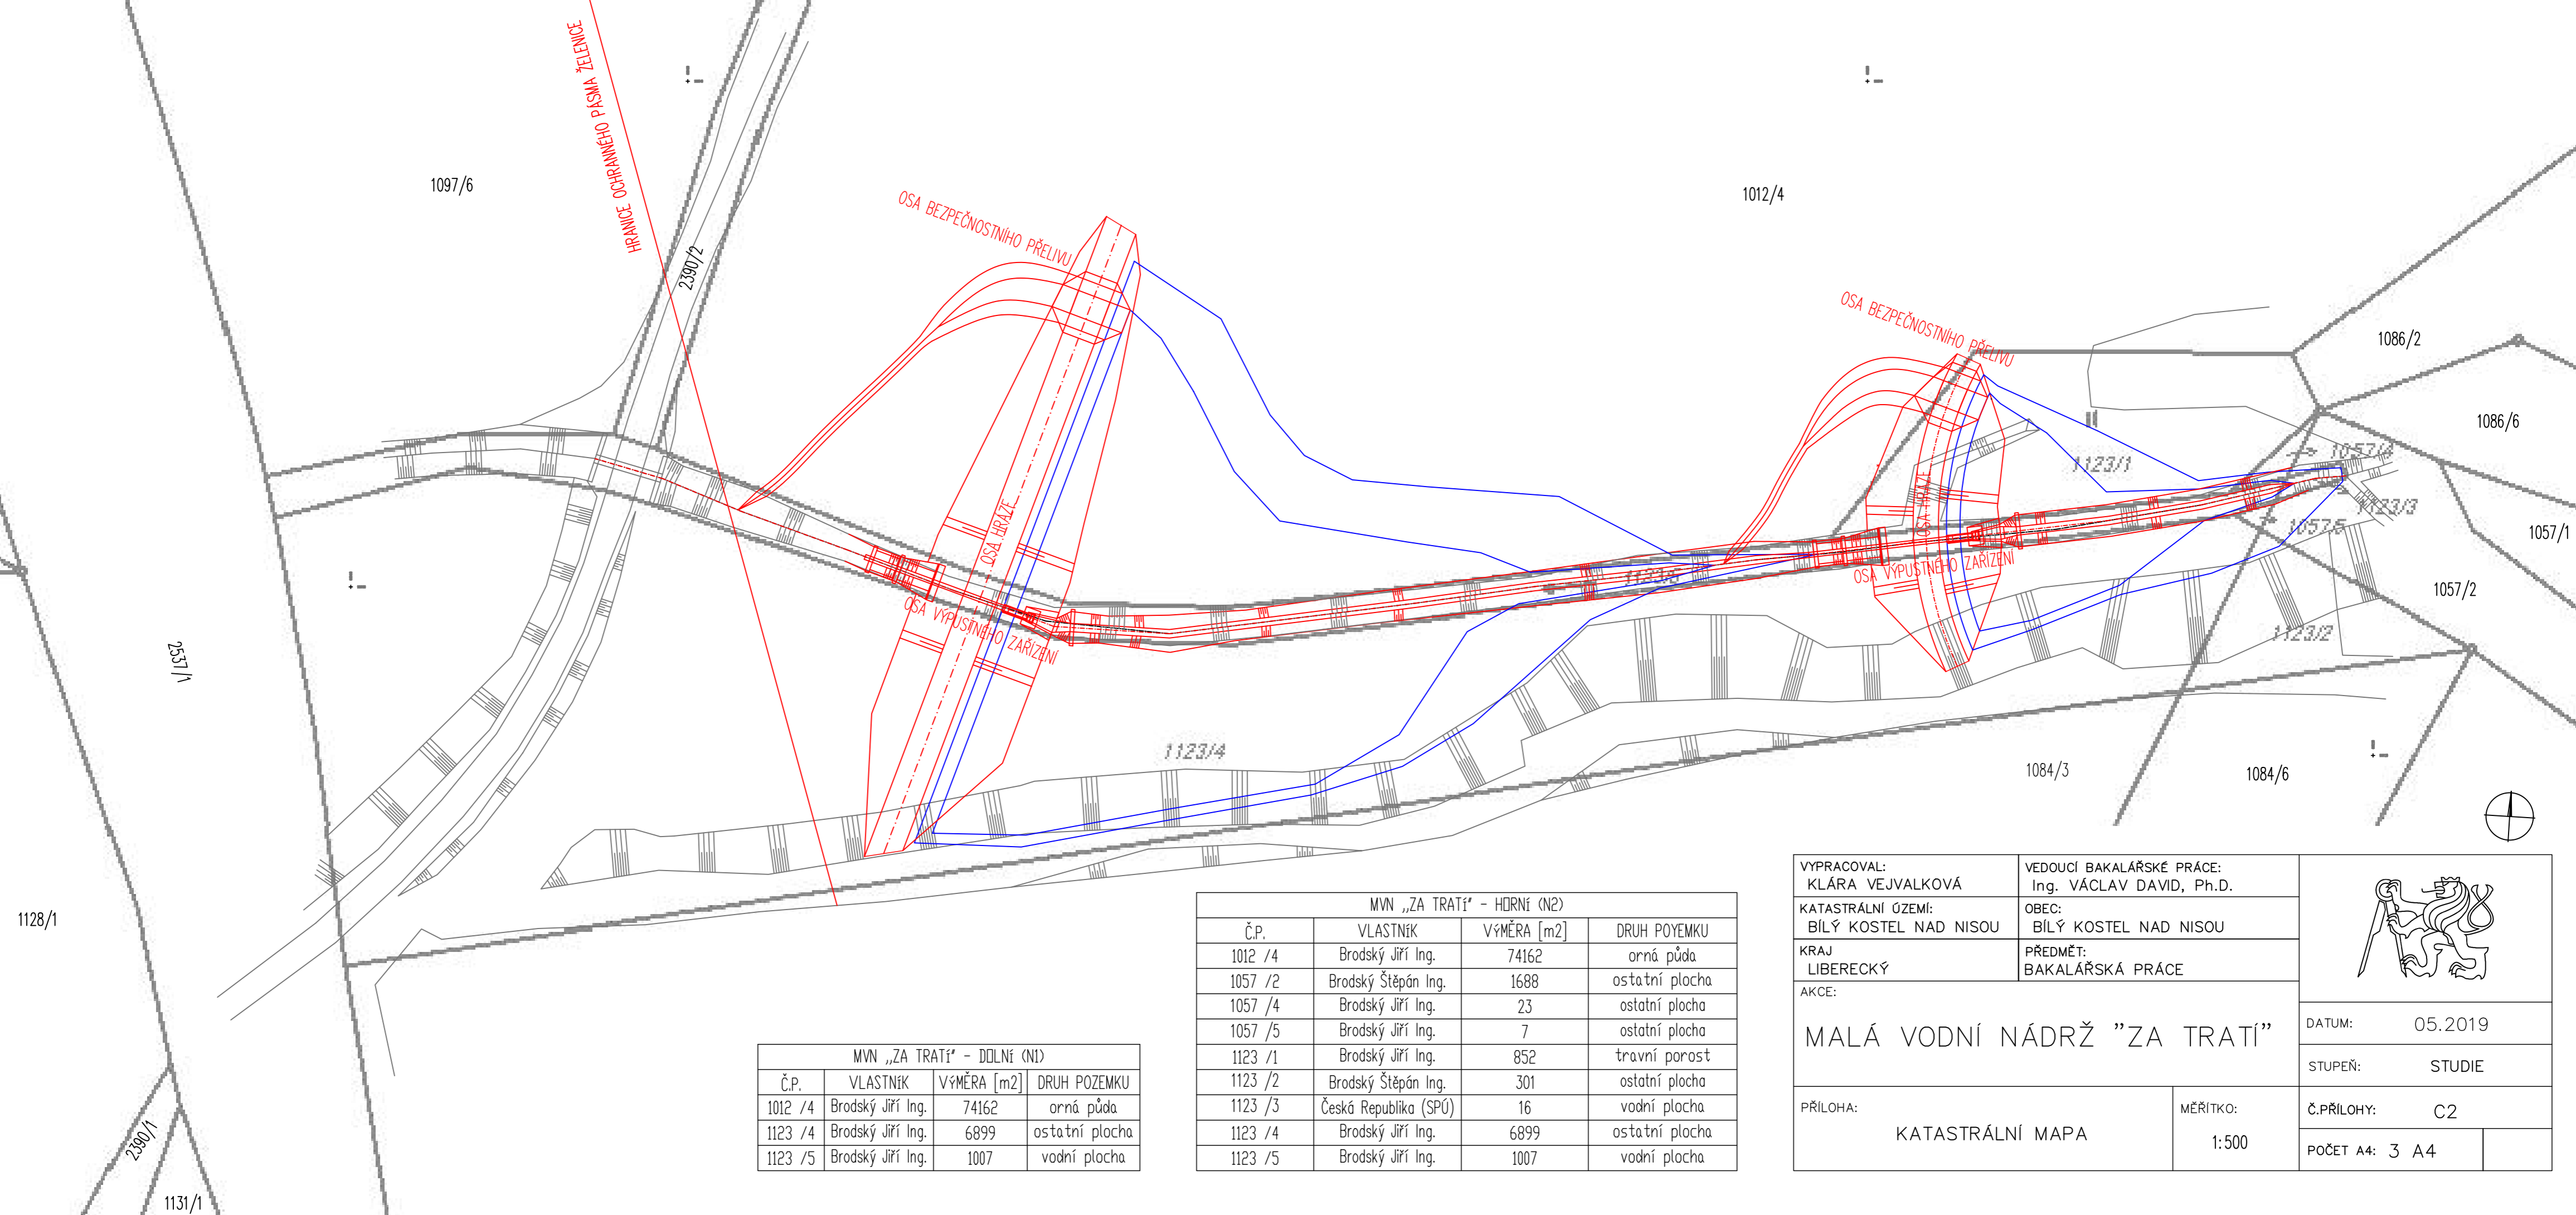 HRANICE OCHRANNÉHO PÁSMA ŽELENICE
1097/6
2390/2
OSA BEZPEČNOSTNÍHO PŘELIVU
1012/4
OSA BEZPEČNOSTNÍHO PŘELIVU
1086/2
1086/6
1057/4
1123/1
1123/3
1057/5
1057/1
1057/2
1123/2
OSA HRÁZE
OSA HRÁZE
OSA VÝPUSTNÉHO ZAŘÍZENÍ
OSA VÝPUSTNÉHO ZAŘÍZENÍ
1123/5
2537/1
1123/4
1084/3
1084/6
1128/1
2390/1
1131/1
MVN „ZA TRATÍ" - DOLNÍ (N1)
Č.P. VLASTNÍK VÝMĚRA [m2] DRUH POZEMKU
1012 /4 Brodský Jiří Ing. 74162 orná půda
1123 /4 Brodský Jiří Ing. 6899 ostatní plocha
1123 /5 Brodský Jiří Ing. 1007 vodní plocha
MVN „ZA TRATÍ" - HORNÍ (N2)
Č.P. VLASTNÍK VÝMĚRA [m2] DRUH POYEMKU
1012 /4 Brodský Jiří Ing. 74162 orná půda
1057 /2 Brodský Štěpán Ing. 1688 ostatní plocha
1057 /4 Brodský Jiří Ing. 23 ostatní plocha
1057 /5 Brodský Jiří Ing. 7 ostatní plocha
1123 /1 Brodský Jiří Ing. 852 travní porost
1123 /2 Brodský Štěpán Ing. 301 ostatní plocha
1123 /3 Česká Republika (SPÚ) 16 vodní plocha
1123 /4 Brodský Jiří Ing. 6899 ostatní plocha
1123 /5 Brodský Jiří Ing. 1007 vodní plocha
VYPRACOVAL:
KLÁRA VEJVALKOVÁ
VEDOUCÍ BAKALÁŘSKÉ PRÁCE:
Ing. VÁCLAV DAVID, Ph.D.
KATASTRÁLNÍ ÚZEMÍ:
BÍLÝ KOSTEL NAD NISOU
OBEC:
BÍLÝ KOSTEL NAD NISOU
KRAJ
LIBERECKÝ
PŘEDMĚT:
BAKALÁŘSKÁ PRÁCE
AKCE:
MALÁ VODNÍ NÁDRŽ "ZA TRATÍ"
DATUM: 05.2019
STUPEŇ: STUDIE
PŘÍLOHA:
KATASTRÁLNÍ MAPA
MĚŘÍTKO:
1:500
Č.PŘÍLOHY: C2
POČET A4: 3 A4